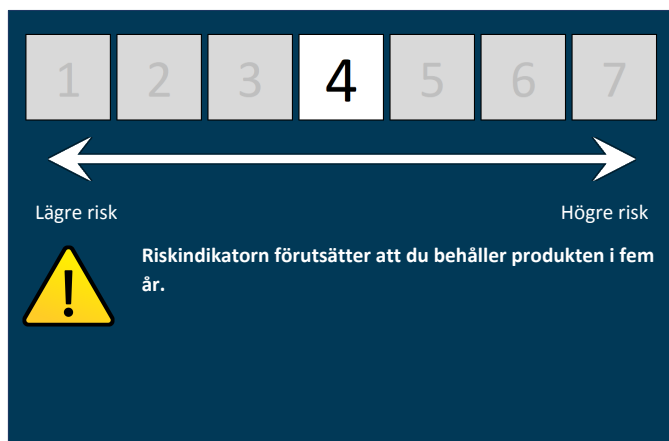 1 2 3 4 5 6 7
Lägre risk Högre risk
Riskindikatorn förutsätter att du behåller produkten i fem
år.